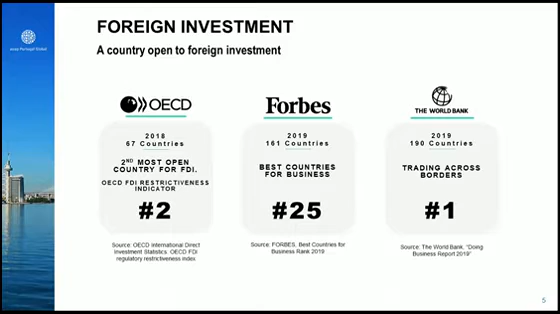 FOREIGN INVESTMENT
A country open to foreign investment
aicep Portugal Global
OECD
2018
67 Countries
2ND MOST OPEN
COUNTRY FOR FDI.
OECD FDI RESTRICTIVENESS
INDICATOR
#2
Source: OECD International Direct
Investment Statistics. OECD FDI
regulatory restrictiveness index
Forbes
2019
161 Countries
BEST COUNTRIES
FOR BUSINESS
#25
Source: FORBES, Best Countries for
Business Rank 2019
THE WORLD BANK
2019
190 Countries
TRADING ACROSS
BORDERS
#1
Source: The World Bank, "Doing
Business Report 2019"
5